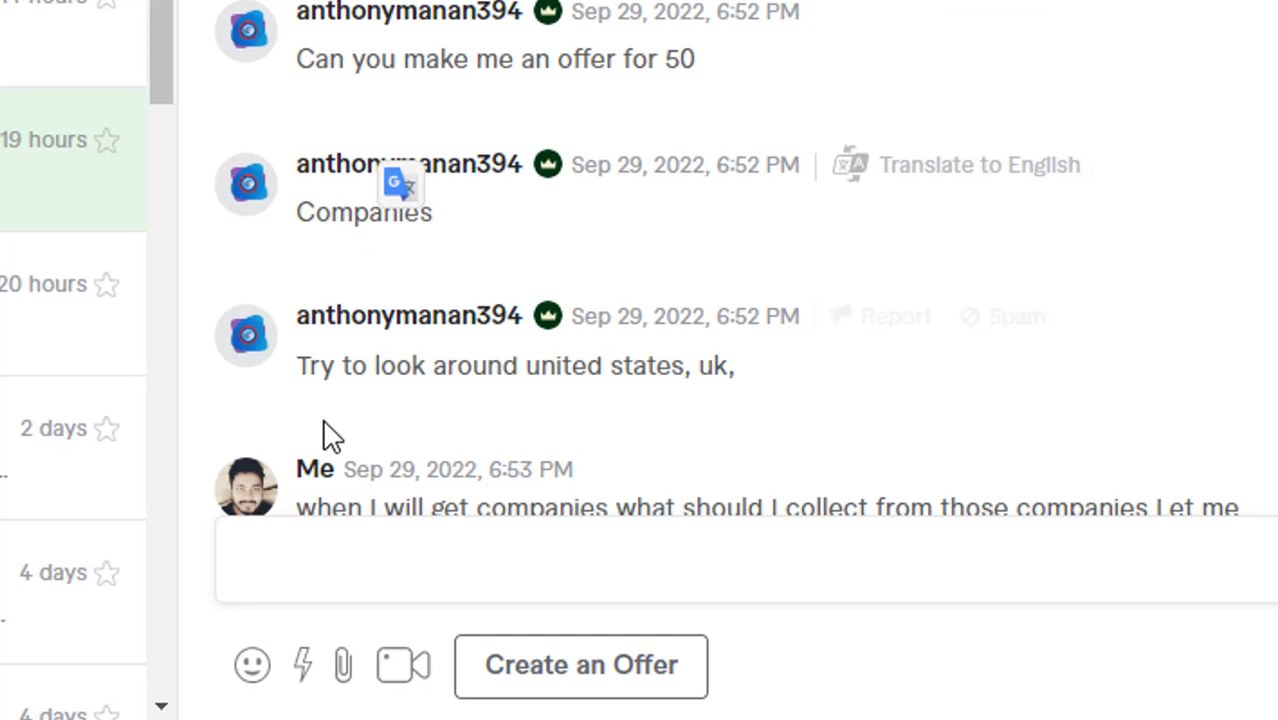 anthonymanan394 Sep 29, 2022, 6:52 PM
Can you make me an offer for 50
19 hours
anthonymanan394 Sep 29, 2022, 6:52 PM Translate to English
Companies
20 hours
anthonymanan394 Sep 29, 2022, 6:52 PM Report Spam
Try to look around united states, uk,
2 days
Me Sep 29, 2022, 6:53 PM
when I will get companies what should I collect from those companies Let me
4 days
Create an Offer
4 days